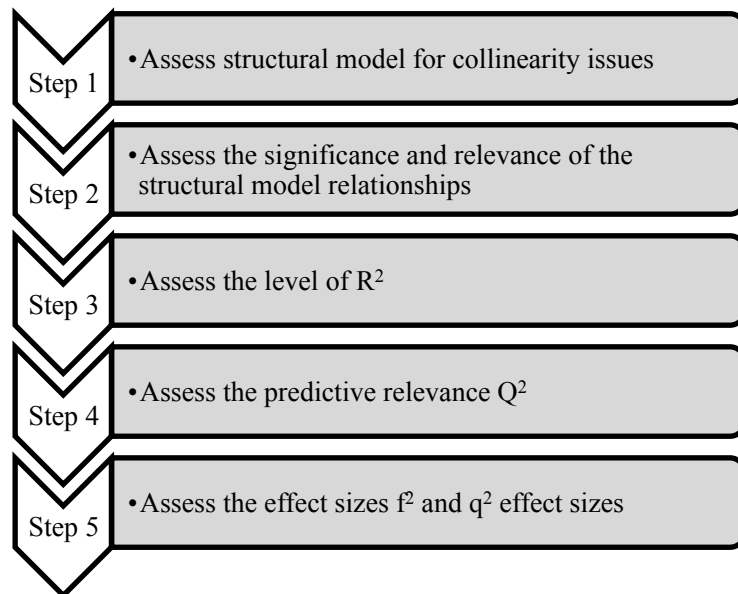 Step 1
•Assess structural model for collinearity issues
Step 2
•Assess the significance and relevance of the
structural model relationships
Step 3
•Assess the level of R²
Step 4
•Assess the predictive relevance Q²
Step 5
•Assess the effect sizes f² and q² effect sizes